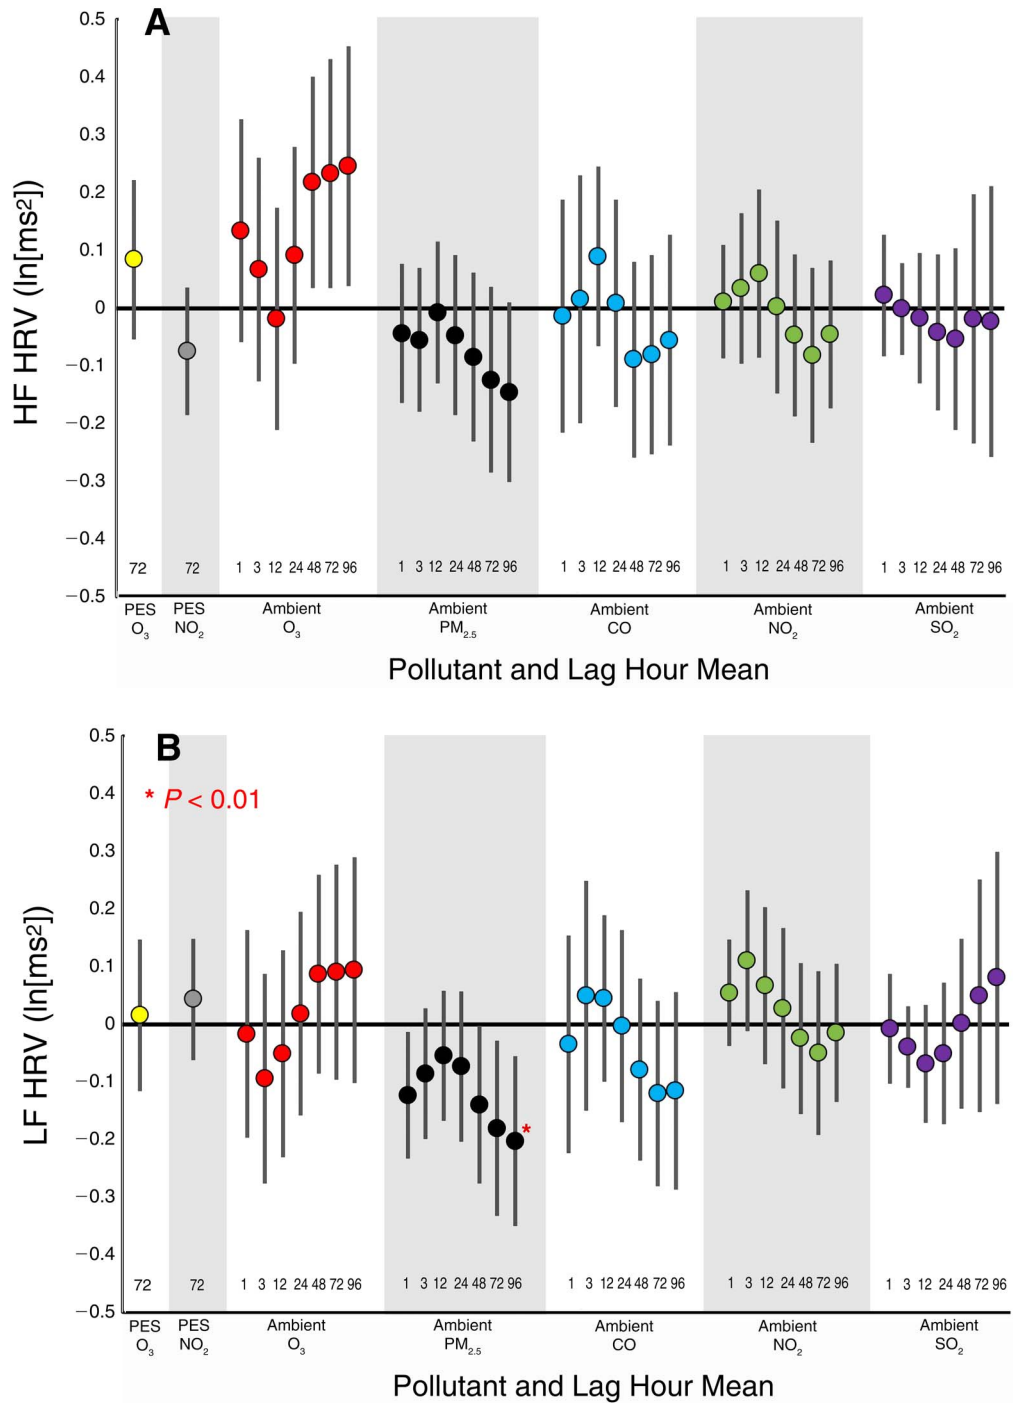 A
HF HRV (ln[ms2])
0.5
0.4
0.3
0.2
0.1
0
−0.1
−0.2
−0.3
−0.4
−0.5
72 72 1 3 12 24 48 72 96 1 3 12 24 48 72 96 1 3 12 24 48 72 96 1 3 12 24 48 72 96 1 3 12 24 48 72 96
PES PES Ambient Ambient Ambient Ambient Ambient
O3 NO2 O3 PM2.5 CO NO2 SO2
Pollutant and Lag Hour Mean
B
* P < 0.01
LF HRV (ln[ms2])
0.5
0.4
0.3
0.2
0.1
0
−0.1
*
−0.2
−0.3
−0.4
−0.5
72 72 1 3 12 24 48 72 96 1 3 12 24 48 72 96 1 3 12 24 48 72 96 1 3 12 24 48 72 96 1 3 12 24 48 72 96
PES PES Ambient Ambient Ambient Ambient Ambient
O3 NO2 O3 PM2.5 CO NO2 SO2
Pollutant and Lag Hour Mean